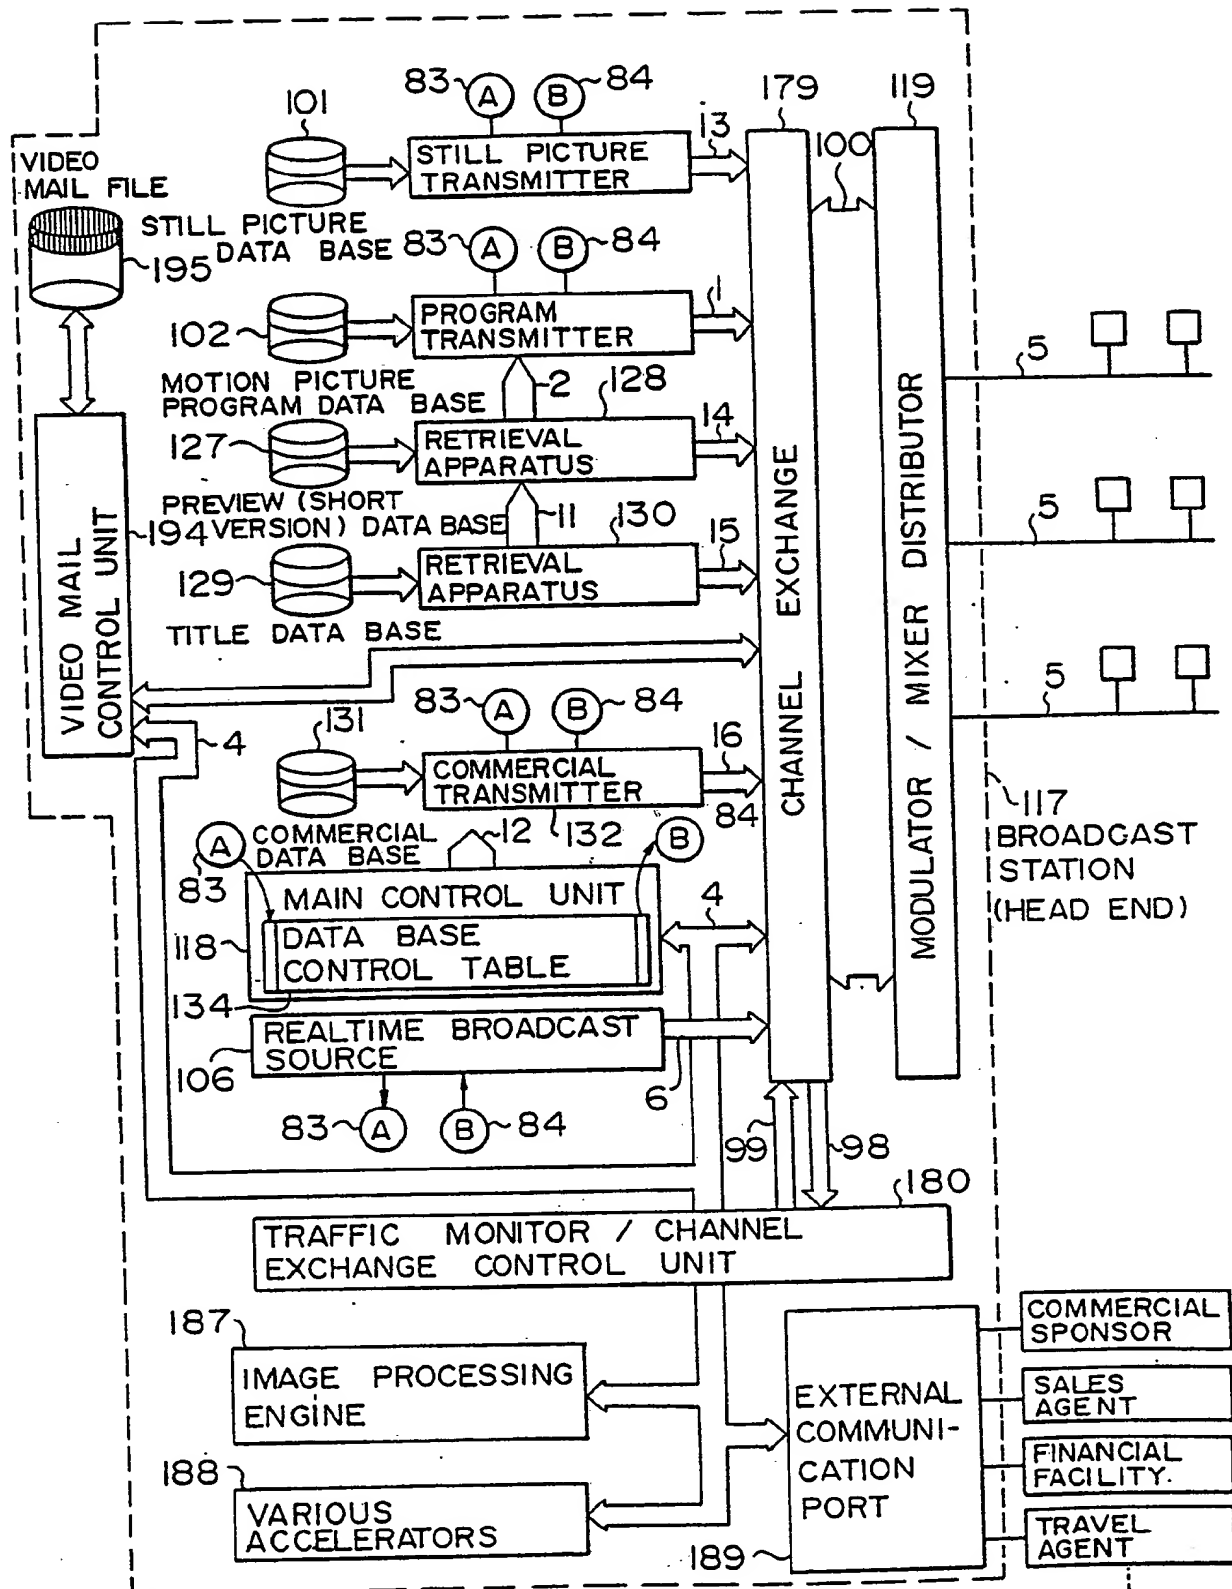 83 A B 84
101
179
119
13
100
STILL PICTURE
TRANSMITTER
VIDEO
MAIL FILE
STILL PICTURE
DATA BASE
83 A B 84
195
102
PROGRAM
TRANSMITTER
1
5
MOTION PICTURE
PROGRAM DATA BASE
2
128
127
RETRIEVAL
APPARATUS
14
PREVIEW (SHORT
VERSION) DATA BASE
194
11
130
5
129
RETRIEVAL
APPARATUS
15
TITLE DATA BASE
VIDEO MAIL
CONTROL UNIT
CHANNEL EXCHANGE
MODULATOR / MIXER DISTRIBUTOR
4
83 A B 84
5
131
COMMERCIAL
TRANSMITTER
16
132
84
COMMERCIAL
DATA BASE
12
A
83
B
117
BROADCAST
STATION
(HEAD END)
MAIN CONTROL UNIT
118
DATA BASE
CONTROL TABLE
4
134
REALTIME BROADCAST
SOURCE
106
6
83 A B 84
99
98
180
TRAFFIC MONITOR / CHANNEL
EXCHANGE CONTROL UNIT
187
IMAGE PROCESSING
ENGINE
188
VARIOUS
ACCELERATORS
EXTERNAL
COMMUNI-
CATION
PORT
189
COMMERCIAL
SPONSOR
SALES
AGENT
FINANCIAL
FACILITY.
TRAVEL
AGENT